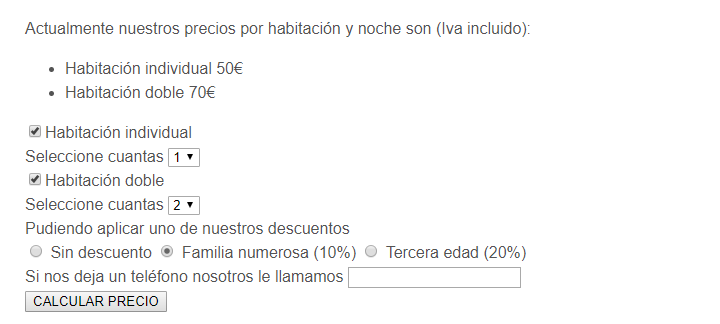 Actualmente nuestros precios por habitación y noche son (Iva incluido):
Habitación individual 50€
Habitación doble 70€
Habitación individual
Seleccione cuantas 1
Habitación doble
Seleccione cuantas 2
Pudiendo aplicar uno de nuestros descuentos
Sin descuento Familia numerosa (10%) Tercera edad (20%)
Si nos deja un teléfono nosotros le llamamos
CALCULAR PRECIO